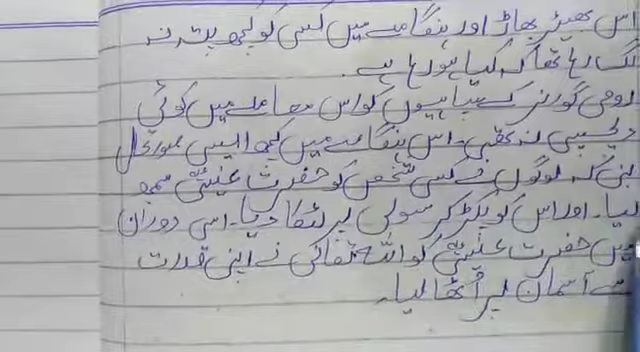 اس بھیڑ بھاڑ اور ہنگامے میں کسی کو کچھ پتہ نہ
لگ رہا تھا کہ کیا ہو رہا ہے۔
رومی گورنر کے سپاہیوں کو اس معاملے میں کوئی
دلچسپی نہ تھی۔ اس ہنگامے میں کچھ ایسی صورتحال
بنی کہ لوگوں نے کسی شخص کو حضرت عیسیٰؑ سمجھ
لیا۔ اور اس کو پکڑ کر سولی پر لٹکا دیا۔ اسی دوران
میں حضرت عیسیٰؑ کو اللہ تعالیٰ نے اپنی قدرت
سے آسمان پر اُٹھا لیا۔